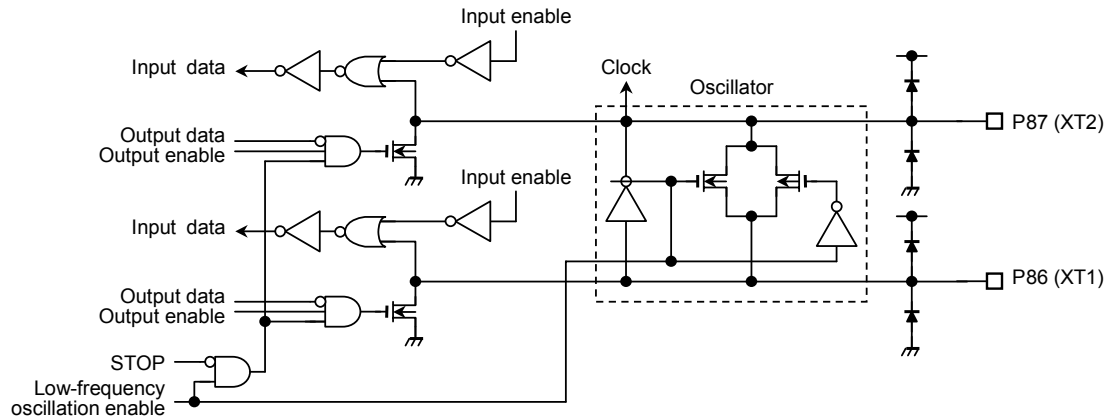 Input enable
Input data
Clock
Oscillator
P87 (XT2)
Output data
Output enable
Input enable
Input data
P86 (XT1)
Output data
Output enable
STOP
Low-frequency
oscillation enable